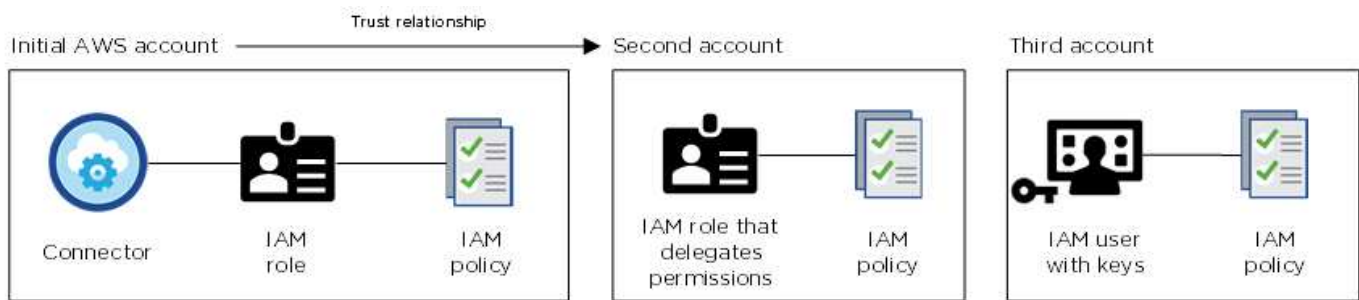 Trust relationship
Initial AWS account
Second account
Third account
Connector
IAM
role
IAM
policy
IAM role that
delegates
permissions
IAM
policy
IAM user
with keys
IAM
policy